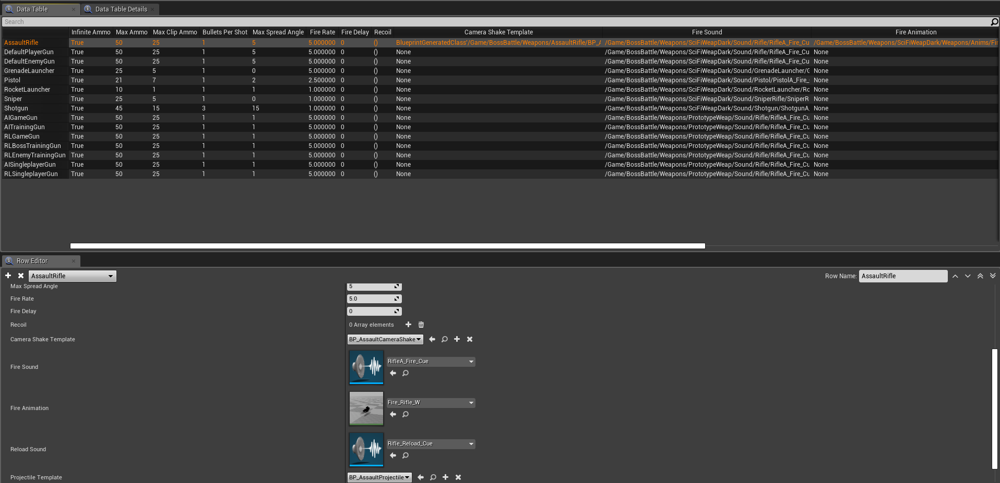 Data Table
Data Table Details
Search
Infinite Ammo Max Ammo Max Clip Ammo Bullets Per Shot Max Spread Angle Fire Rate Fire Delay Recoil Camera Shake Template Fire Sound Fire Animation
AssaultRifle True 50 25 1 5 5.000000 0 () BlueprintGeneratedClass'/Game/BossBattle/Weapons/AssaultRifle/BP_A /Game/BossBattle/Weapons/SciFiWeapDark/Sound/Rifle/RifleA_Fire_Cu /Game/BossBattle/Weapons/SciFiWeapDark/Weapons/Anims/Fi
DefaultPlayerGun True 50 25 1 5 5.000000 0 () None /Game/BossBattle/Weapons/SciFiWeapDark/Sound/Rifle/RifleA_Fire_Cu None
DefaultEnemyGun True 50 25 1 5 5.000000 0 () None /Game/BossBattle/Weapons/SciFiWeapDark/Sound/Rifle/RifleA_Fire_Cu None
GrenadeLauncher True 25 5 1 0 5.000000 0 () None /Game/BossBattle/Weapons/SciFiWeapDark/Sound/GrenadeLauncher/G None
Pistol True 21 7 1 2 2.500000 0 () None /Game/BossBattle/Weapons/SciFiWeapDark/Sound/Pistol/PistolA_Fire_ None
RocketLauncher True 10 1 1 1 1.000000 0 () None /Game/BossBattle/Weapons/SciFiWeapDark/Sound/RocketLauncher/Ro None
Sniper True 25 5 1 0 1.000000 0 () None /Game/BossBattle/Weapons/SciFiWeapDark/Sound/SniperRifle/SniperR None
Shotgun True 45 15 3 15 1.000000 0 () None /Game/BossBattle/Weapons/SciFiWeapDark/Sound/Shotgun/ShotgunA_ None
AIGameGun True 50 25 1 1 5.000000 0 () None /Game/BossBattle/Weapons/PrototypeWeap/Sound/Rifle/RifleA_Fire_Cu None
AITrainingGun True 50 25 1 1 5.000000 0 () None /Game/BossBattle/Weapons/PrototypeWeap/Sound/Rifle/RifleA_Fire_Cu None
RLGameGun True 50 25 1 1 5.000000 0 () None /Game/BossBattle/Weapons/PrototypeWeap/Sound/Rifle/RifleA_Fire_Cu None
RLBossTrainingGun True 50 25 1 1 5.000000 0 () None /Game/BossBattle/Weapons/PrototypeWeap/Sound/Rifle/RifleA_Fire_Cu None
RLEnemyTrainingGun True 50 25 1 1 5.000000 0 () None /Game/BossBattle/Weapons/PrototypeWeap/Sound/Rifle/RifleA_Fire_Cu None
AISingleplayerGun True 50 25 1 1 5.000000 0 () None /Game/BossBattle/Weapons/PrototypeWeap/Sound/Rifle/RifleA_Fire_Cu None
RLSingleplayerGun True 50 25 1 1 5.000000 0 () None /Game/BossBattle/Weapons/PrototypeWeap/Sound/Rifle/RifleA_Fire_Cu None
Row Editor
AssaultRifle Row Name: AssaultRifle
Max Spread Angle 5
Fire Rate 5.0
Fire Delay 0
Recoil 0 Array elements
Camera Shake Template BP_AssaultCameraShake
Fire Sound RifleA_Fire_Cue
Fire Animation Fire_Rifle_W
Reload Sound Rifle_Reload_Cue
Projectile Template BP_AssaultProjectile